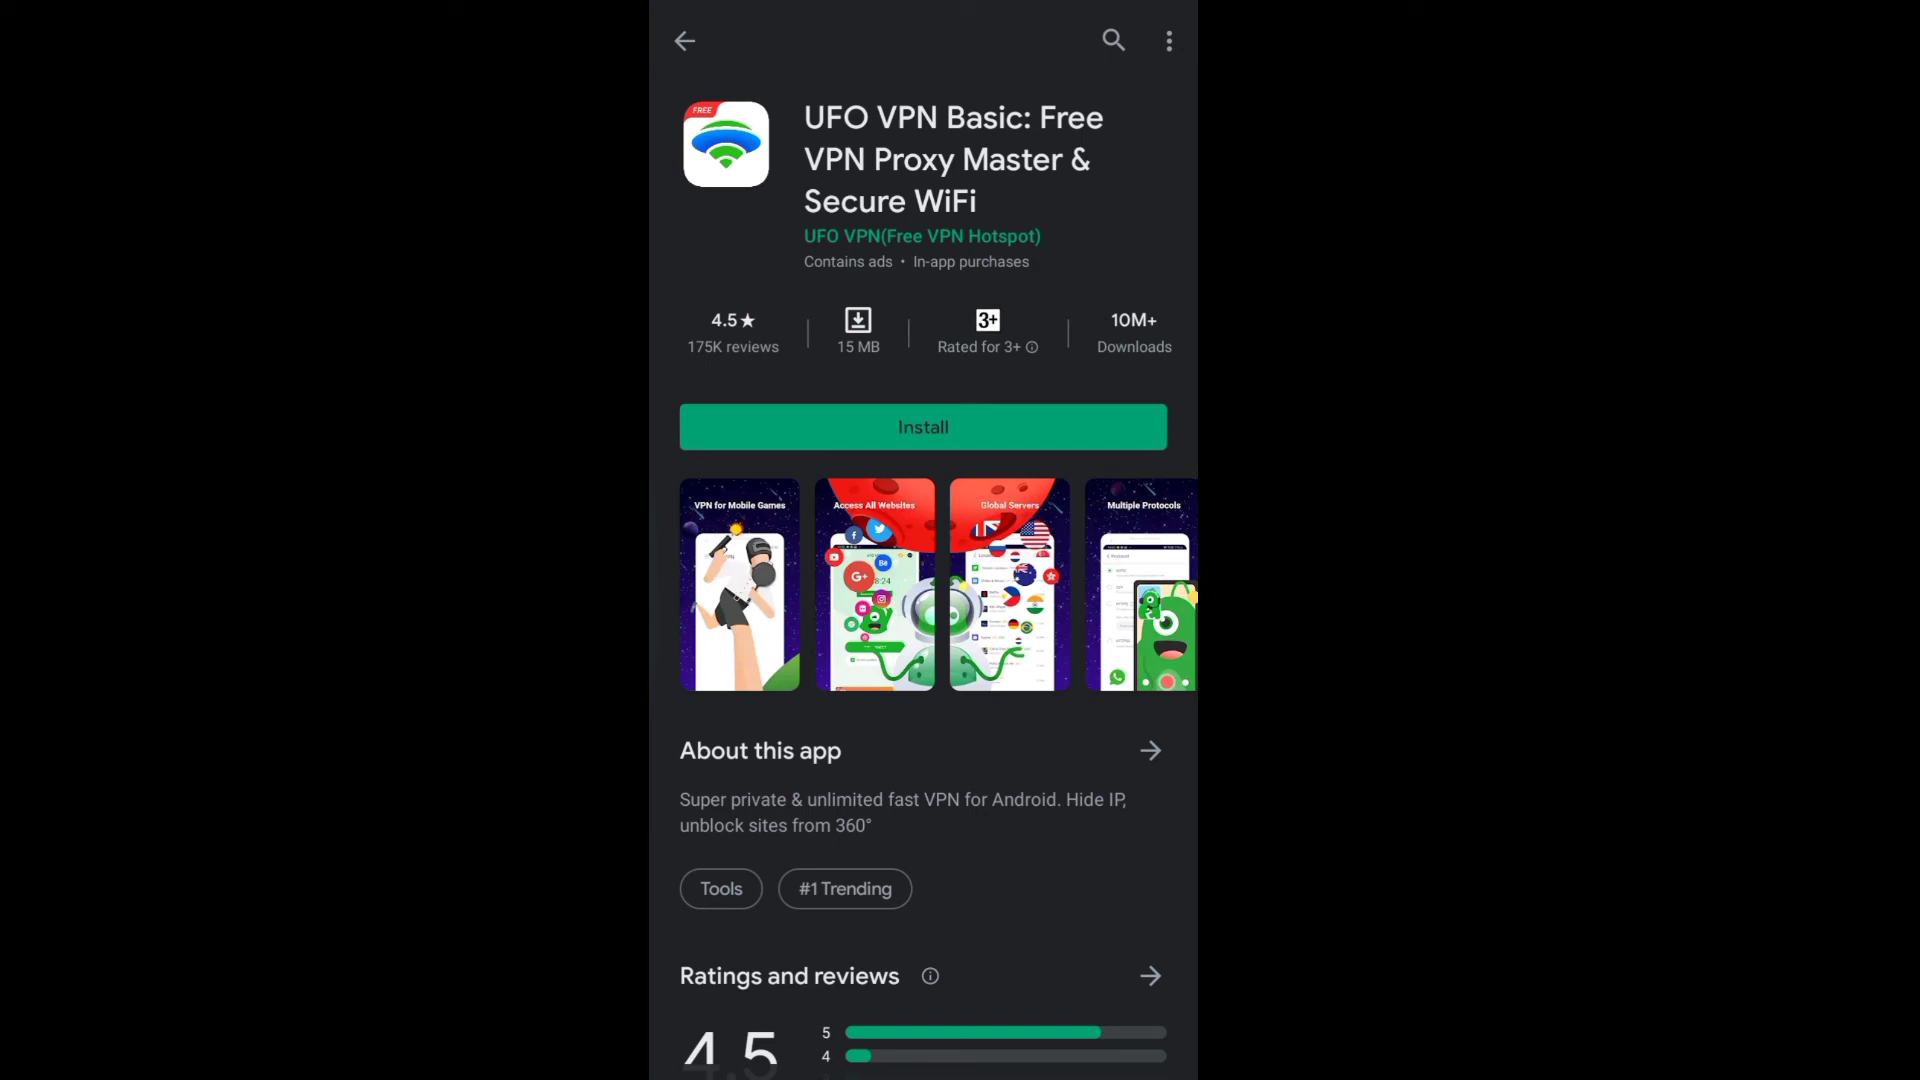 FREE
UFO VPN Basic: Free
VPN Proxy Master &
Secure WiFi
UFO VPN(Free VPN Hotspot)
Contains ads • In-app purchases
4.5★
175K reviews
15 MB
3+
Rated for 3+
10M+
Downloads
Install
VPN for Mobile Games
Access All Websites
Global Servers
Multiple Protocols
About this app
Super private & unlimited fast VPN for Android. Hide IP,
unblock sites from 360°
Tools
#1 Trending
Ratings and reviews
4.5
5
4